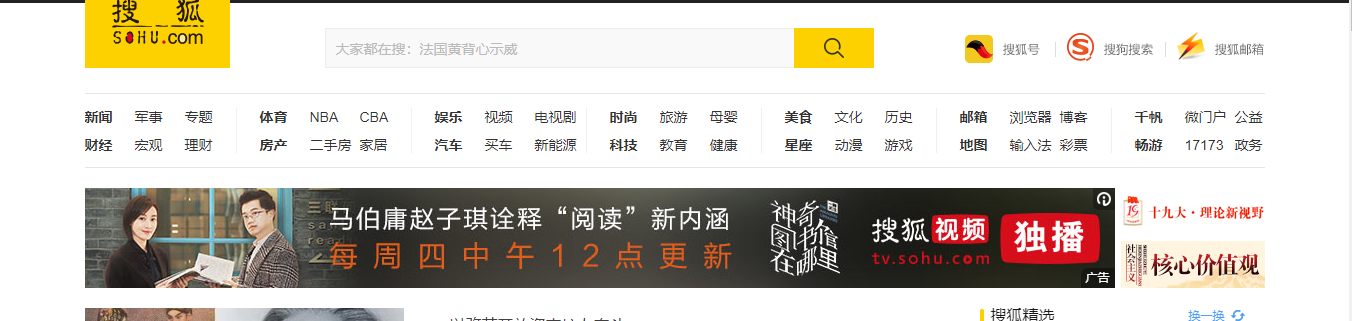 搜狐
SOHU.com
大家都在搜：法国黄背心示威
搜狐号 搜狗搜索 搜狐邮箱
新闻 军事 专题 体育 NBA CBA 娱乐 视频 电视剧 时尚 旅游 母婴 美食 文化 历史 邮箱 浏览器 博客 千帆 微门户 公益
财经 宏观 理财 房产 二手房 家居 汽车 买车 新能源 科技 教育 健康 星座 动漫 游戏 地图 输入法 彩票 畅游 17173 政务
马伯庸赵子琪诠释“阅读”新内涵
每周四中午12点更新
神奇图书馆在哪里
搜狐视频
tv.sohu.com
独播
广告
十九大·理论新视野
社会主义
核心价值观
搜狐精选
换一换